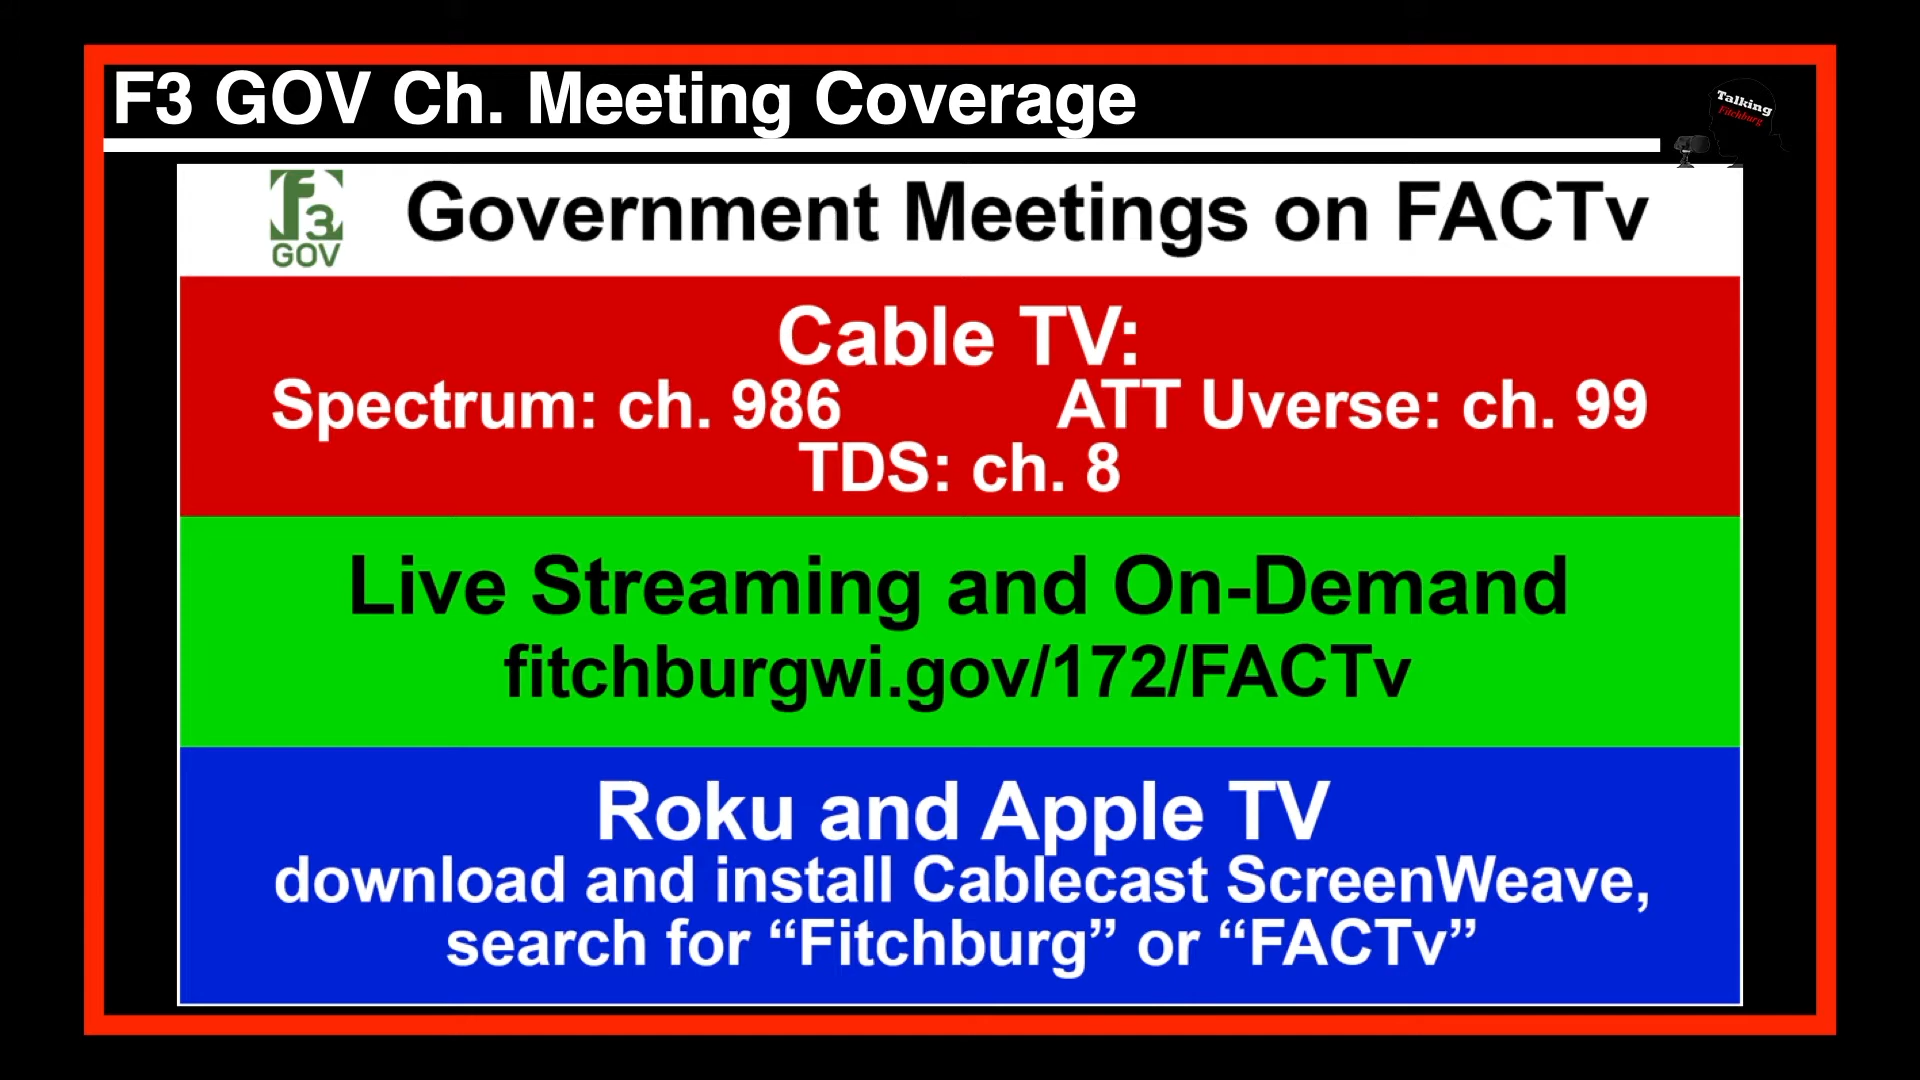 F3 GOV Ch. Meeting Coverage
Talking
Fitchburg
f3
GOV
Government Meetings on FACTv
Cable TV:
Spectrum: ch. 986 ATT Uverse: ch. 99
TDS: ch. 8
Live Streaming and On-Demand
fitchburgwi.gov/172/FACTv
Roku and Apple TV
download and install Cablecast ScreenWeave,
search for “Fitchburg” or “FACTv”